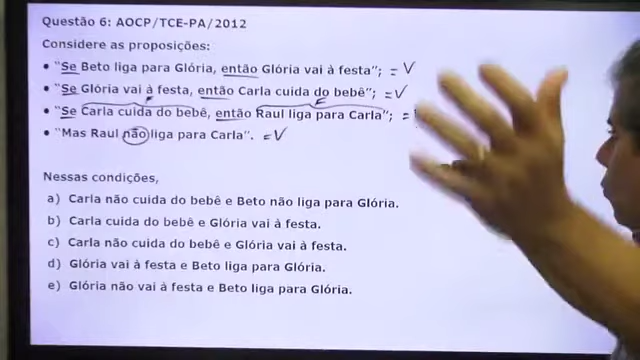 Questão 6: AOCP/TCE-PA/2012
Considere as proposições:
• "Se Beto liga para Glória, então Glória vai à festa"; = V
• "Se Glória vai à festa, então Carla cuida do bebê"; = V
• "Se Carla cuida do bebê, então Raul liga para Carla"; =
• "Mas Raul não liga para Carla". = V
Nessas condições,
a) Carla não cuida do bebê e Beto não liga para Glória.
b) Carla cuida do bebê e Glória vai à festa.
c) Carla não cuida do bebê e Glória vai à festa.
d) Glória vai à festa e Beto liga para Glória.
e) Glória não vai à festa e Beto liga para Glória.